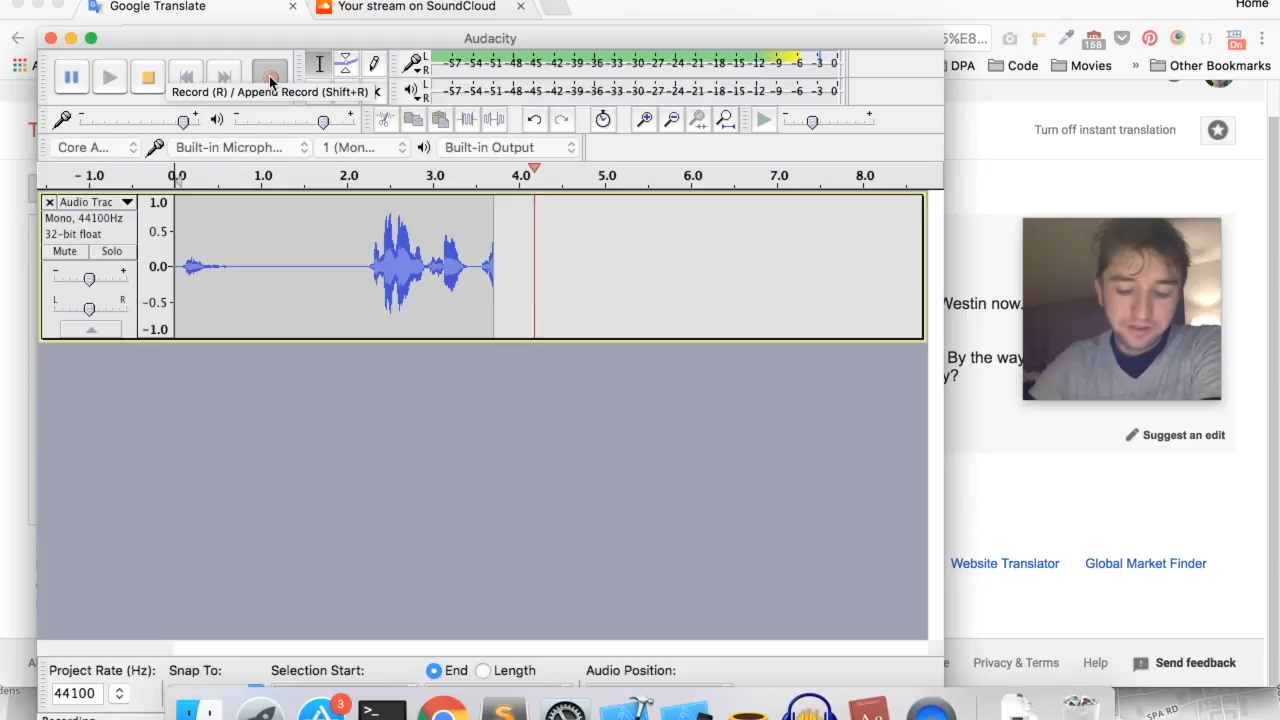 Google Translate
Your stream on SoundCloud
Home
Audacity
5%E8...
168
On
DPA
Code
Movies
»
Other Bookmarks
L
R
-57 -54 -51 -48 -45 -42 -39 -36 -33 -30 -27 -24 -21 -18 -15 -12 -9 -6 -3 0
Record (R) / Append Record (Shift+R)
L
R
-57 -54 -51 -48 -45 -42 -39 -36 -33 -30 -27 -24 -21 -18 -15 -12 -9 -6 -3 0
Turn off instant translation
Core A...
Built-in Microph...
1 (Mon...
Built-in Output
- 1.0 0.0 1.0 2.0 3.0 4.0 5.0 6.0 7.0 8.0
Audio Trac
Mono, 44100Hz
32-bit float
Mute
Solo
L
R
1.0
0.5
0.0
-0.5
-1.0
Westin now.
By the way
y?
Suggest an edit
Website Translator
Global Market Finder
Project Rate (Hz):
Snap To:
Selection Start:
End
Length
Audio Position:
44100
Privacy & Terms
Help
Send feedback
3
SPA RD